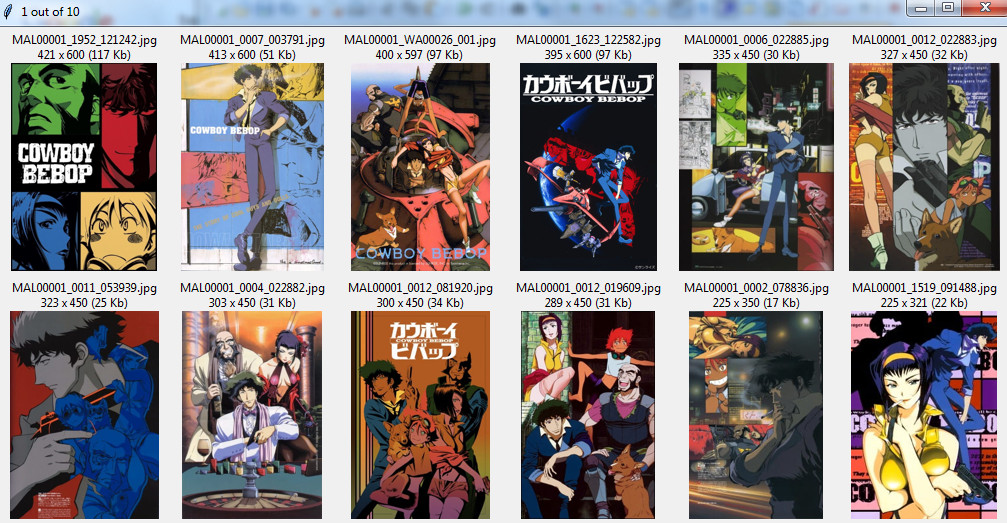 1 out of 10
MAL00001_1952_121242.jpg
421 x 600 (117 Kb)
MAL00001_0007_003791.jpg
413 x 600 (51 Kb)
MAL00001_WA00026_001.jpg
400 x 597 (97 Kb)
MAL00001_1623_122582.jpg
395 x 600 (97 Kb)
MAL00001_0006_022885.jpg
335 x 450 (30 Kb)
MAL00001_0012_022883.jpg
327 x 450 (32 Kb)
COWBOY
BEBOP
COWBOY BEBOP
COWBOY BEBOP
カウボーイビバップ
COWBOY BEBOP
MAL00001_0011_053939.jpg
323 x 450 (25 Kb)
MAL00001_0004_022882.jpg
303 x 450 (31 Kb)
MAL00001_0012_081920.jpg
300 x 450 (34 Kb)
MAL00001_0012_019609.jpg
289 x 450 (31 Kb)
MAL00001_0002_078836.jpg
225 x 350 (17 Kb)
MAL00001_1519_091488.jpg
225 x 321 (22 Kb)
カウボーイ
COWBOY BEBOP
ビバップ